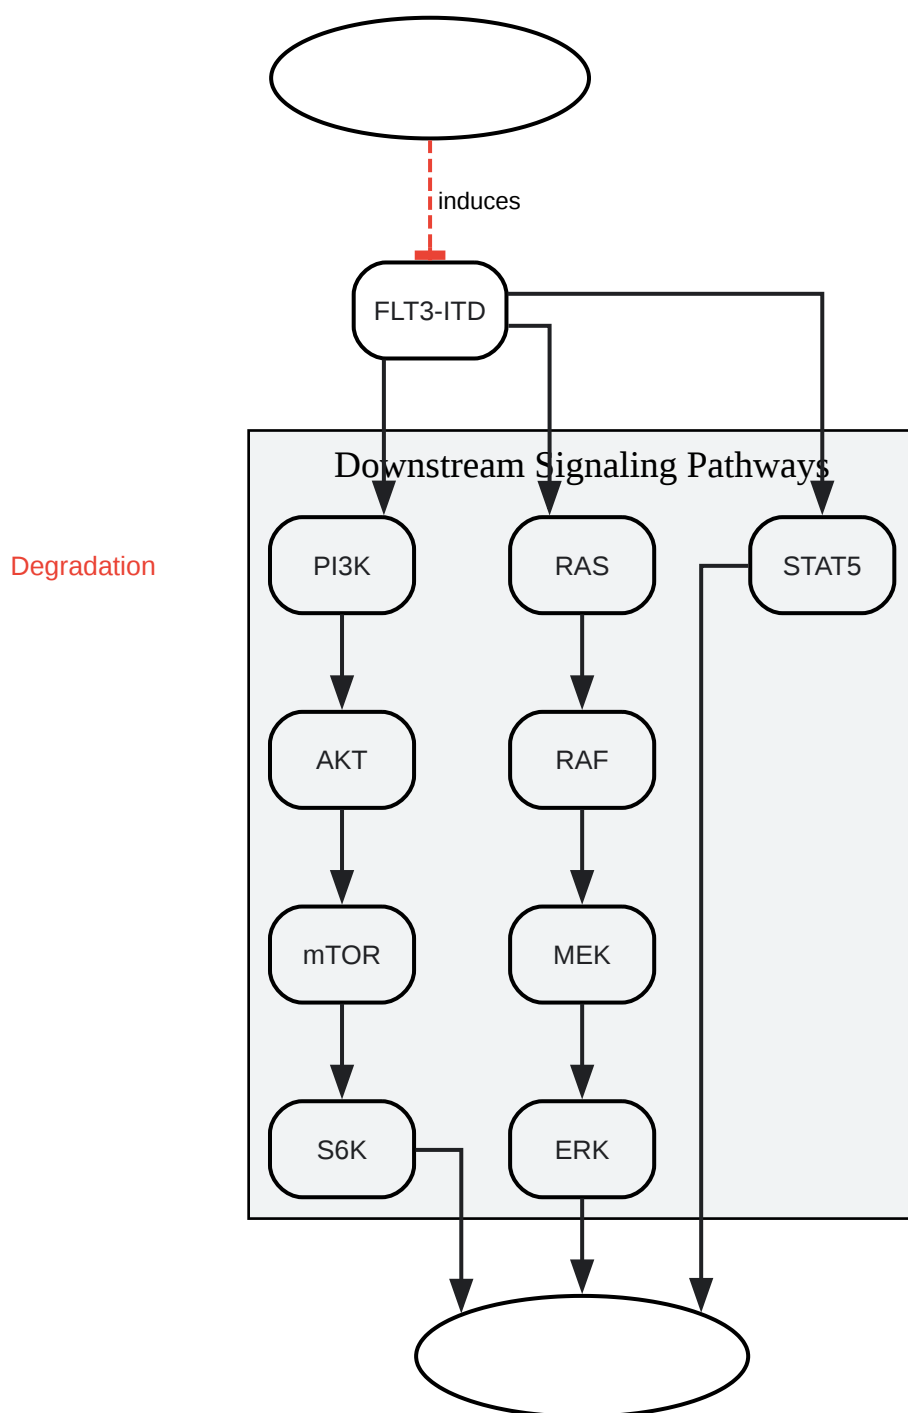 induces
FLT3-ITD
Downstream Signaling Pathways
Degradation
PI3K
RAS
STAT5
AKT
RAF
mTOR
MEK
S6K
ERK